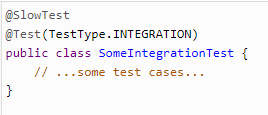 @SlowTest
@Test(TestType.INTEGRATION)
public class SomeIntegrationTest {
    // ...some test cases...
}